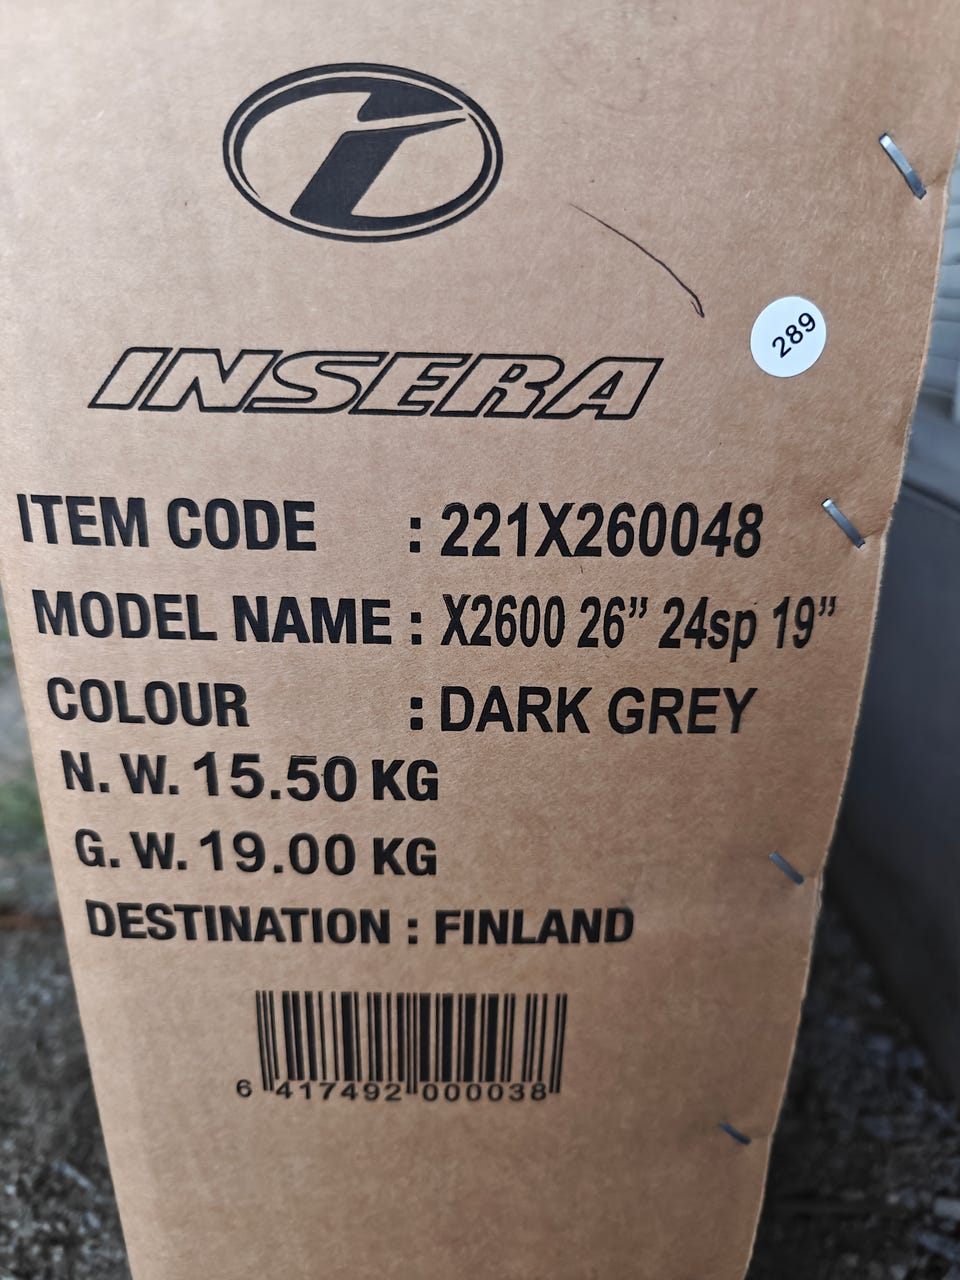 289
INSERA
ITEM CODE : 221X260048
MODEL NAME : X2600 26” 24sp 19”
COLOUR : DARK GREY
N. W. 15.50 KG
G. W. 19.00 KG
DESTINATION : FINLAND
6 417492 000038